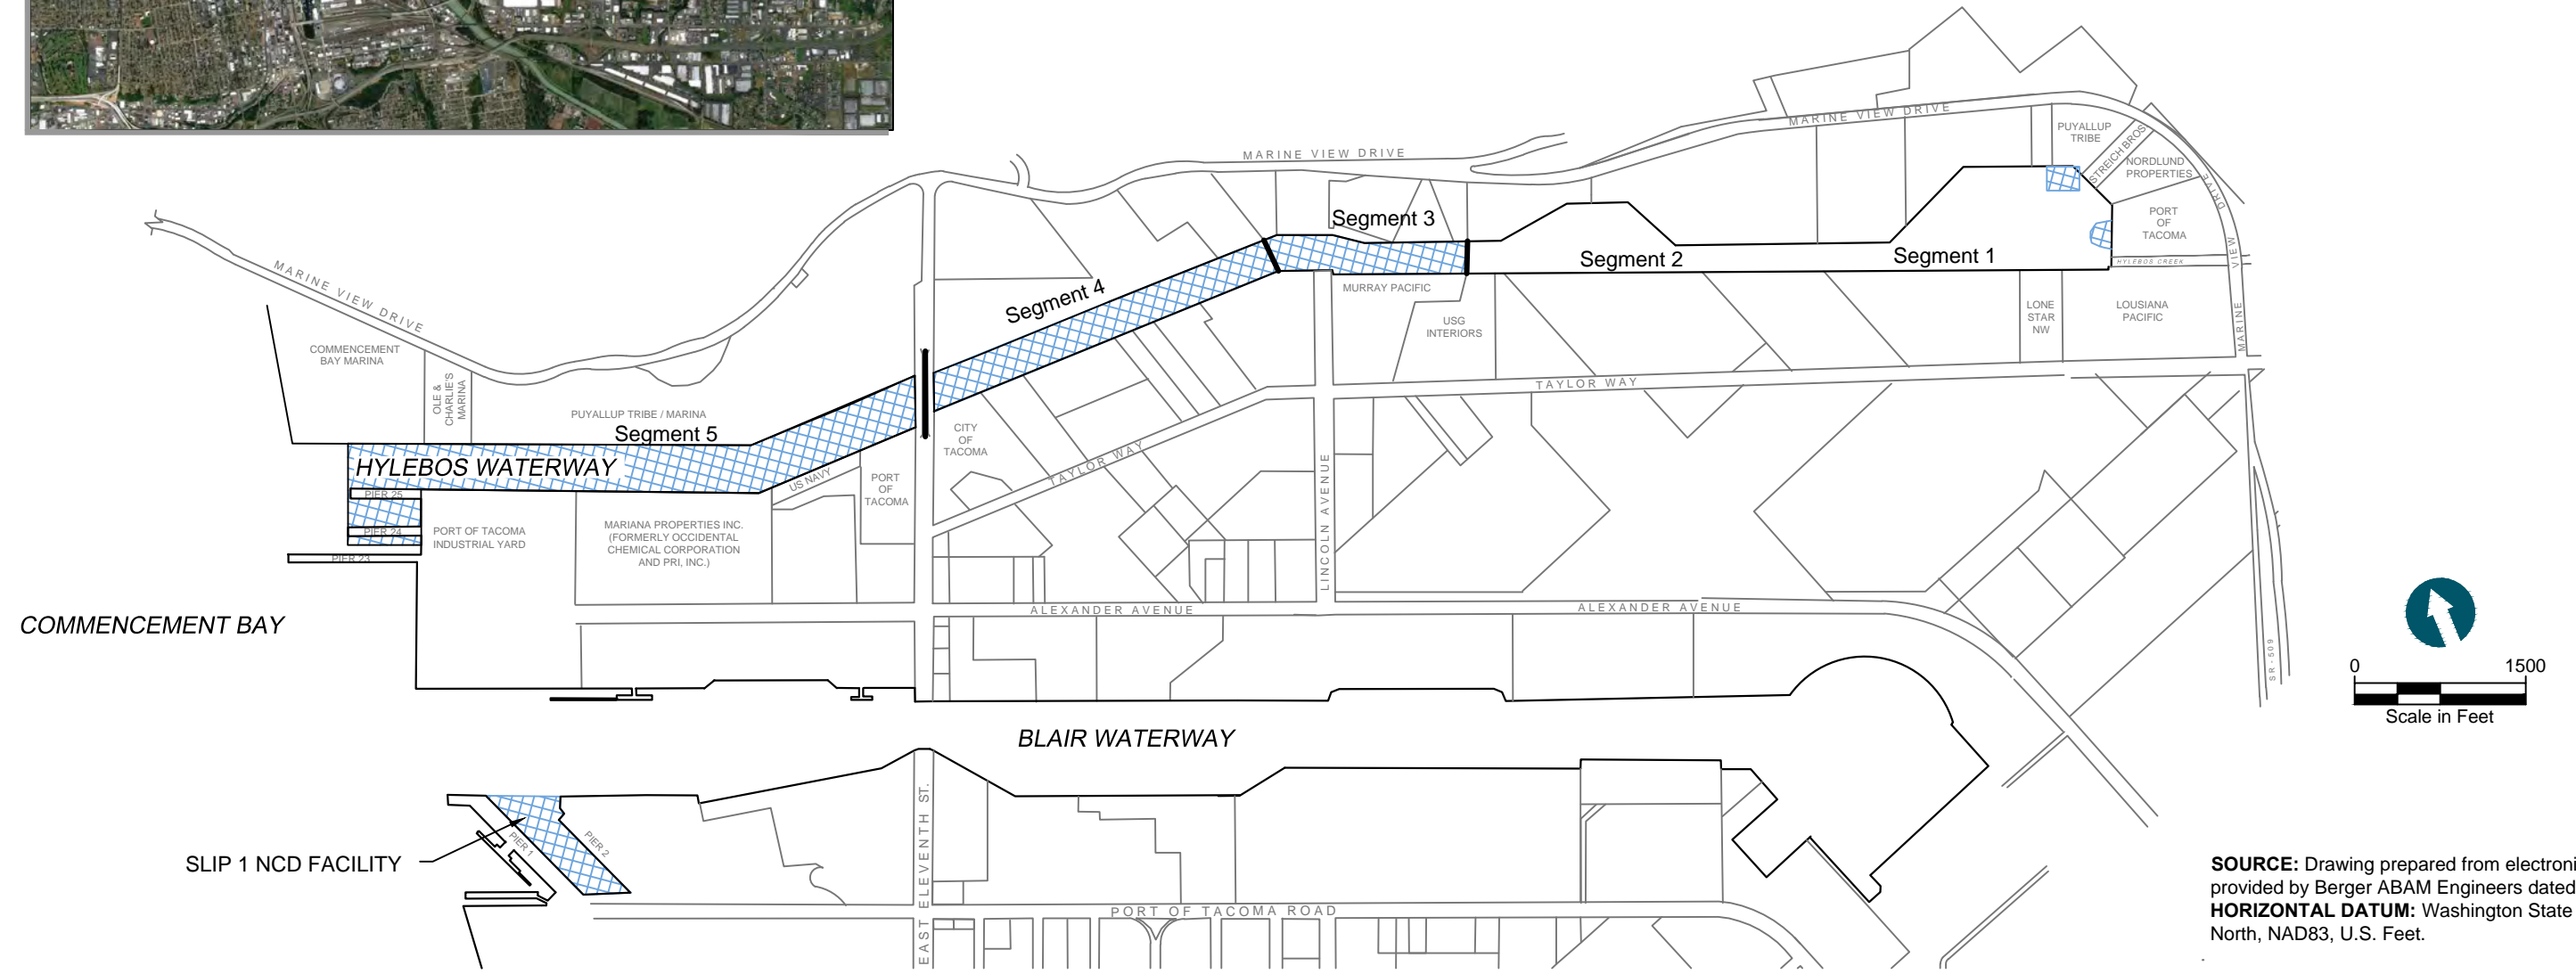 MARINE VIEW DRIVE
PUYALLUP
TRIBE
STREICH BROS
NORDLUND
PROPERTIES
MARINE VIEW DRIVE
Segment 3
PORT
OF
TACOMA
DRIVE
VIEW
MARINE
HYLEBOS CREEK
Segment 2
Segment 1
MARINE VIEW DRIVE
Segment 4
MURRAY PACIFIC
USG
INTERIORS
LONE
STAR
NW
LOUSIANA
PACIFIC
COMMENCEMENT
BAY MARINA
OLE &
CHARLIE'S
MARINA
TAYLOR WAY
PUYALLUP TRIBE / MARINA
Segment 5
CITY
OF
TACOMA
HYLEBOS WATERWAY
TAYLOR WAY
US NAVY
PORT
OF
TACOMA
LINCOLN AVENUE
PIER 25
PIER 24
PIER 23
PORT OF TACOMA
INDUSTRIAL YARD
MARIANA PROPERTIES INC.
(FORMERLY OCCIDENTAL
CHEMICAL CORPORATION
AND PRI, INC.)
ALEXANDER AVENUE
ALEXANDER AVENUE
COMMENCEMENT BAY
SR-509
0 1500
Scale in Feet
BLAIR WATERWAY
EAST ELEVENTH ST.
SLIP 1 NCD FACILITY
PIER 1
PIER 2
PORT OF TACOMA ROAD
SOURCE: Drawing prepared from electroni
provided by Berger ABAM Engineers dated
HORIZONTAL DATUM: Washington State
North, NAD83, U.S. Feet.